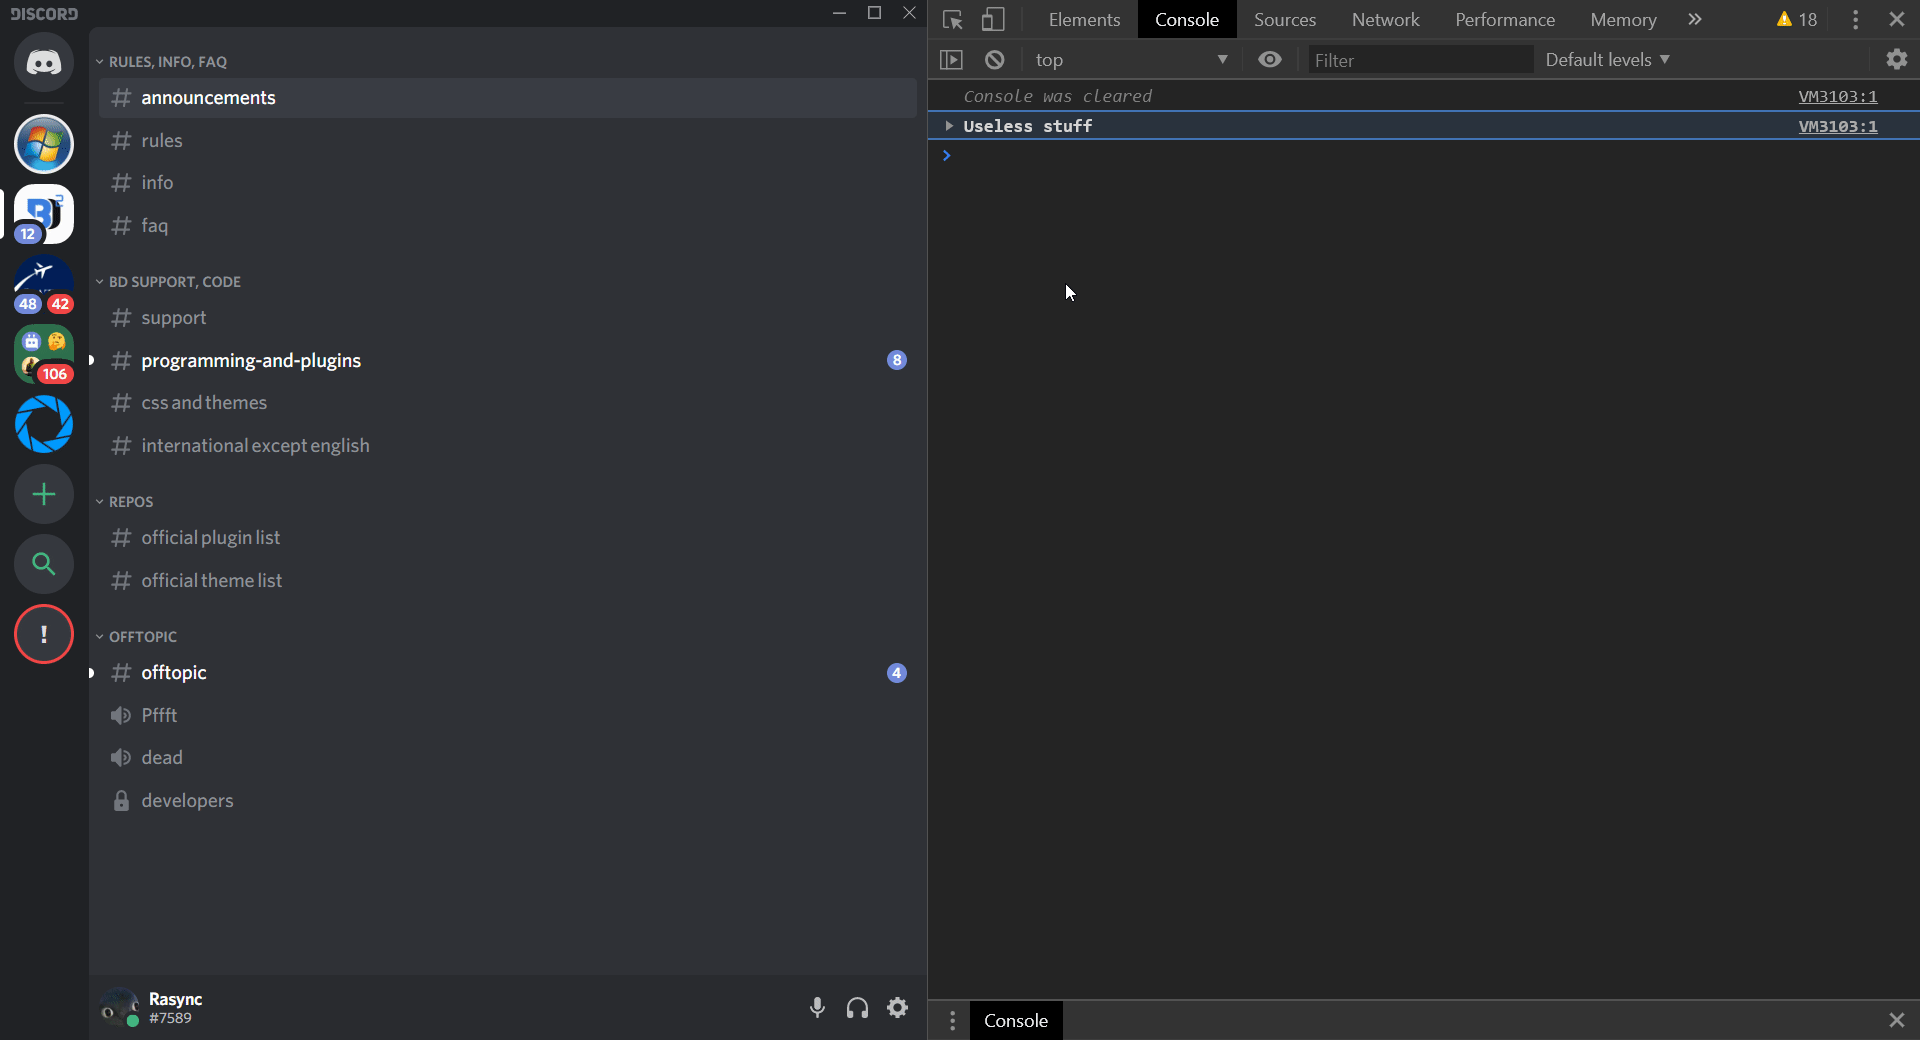 DISCORD
RULES, INFO, FAQ
announcements
rules
info
faq
BD SUPPORT, CODE
support
programming-and-plugins
8
css and themes
international except english
REPOS
official plugin list
official theme list
OFFTOPIC
offtopic
4
Pffft
dead
developers
12
48
42
106
!
Rasync
#7589
Elements
Console
Sources
Network
Performance
Memory
18
top
Filter
Default levels
Console was cleared
VM3103:1
Useless stuff
VM3103:1
Console